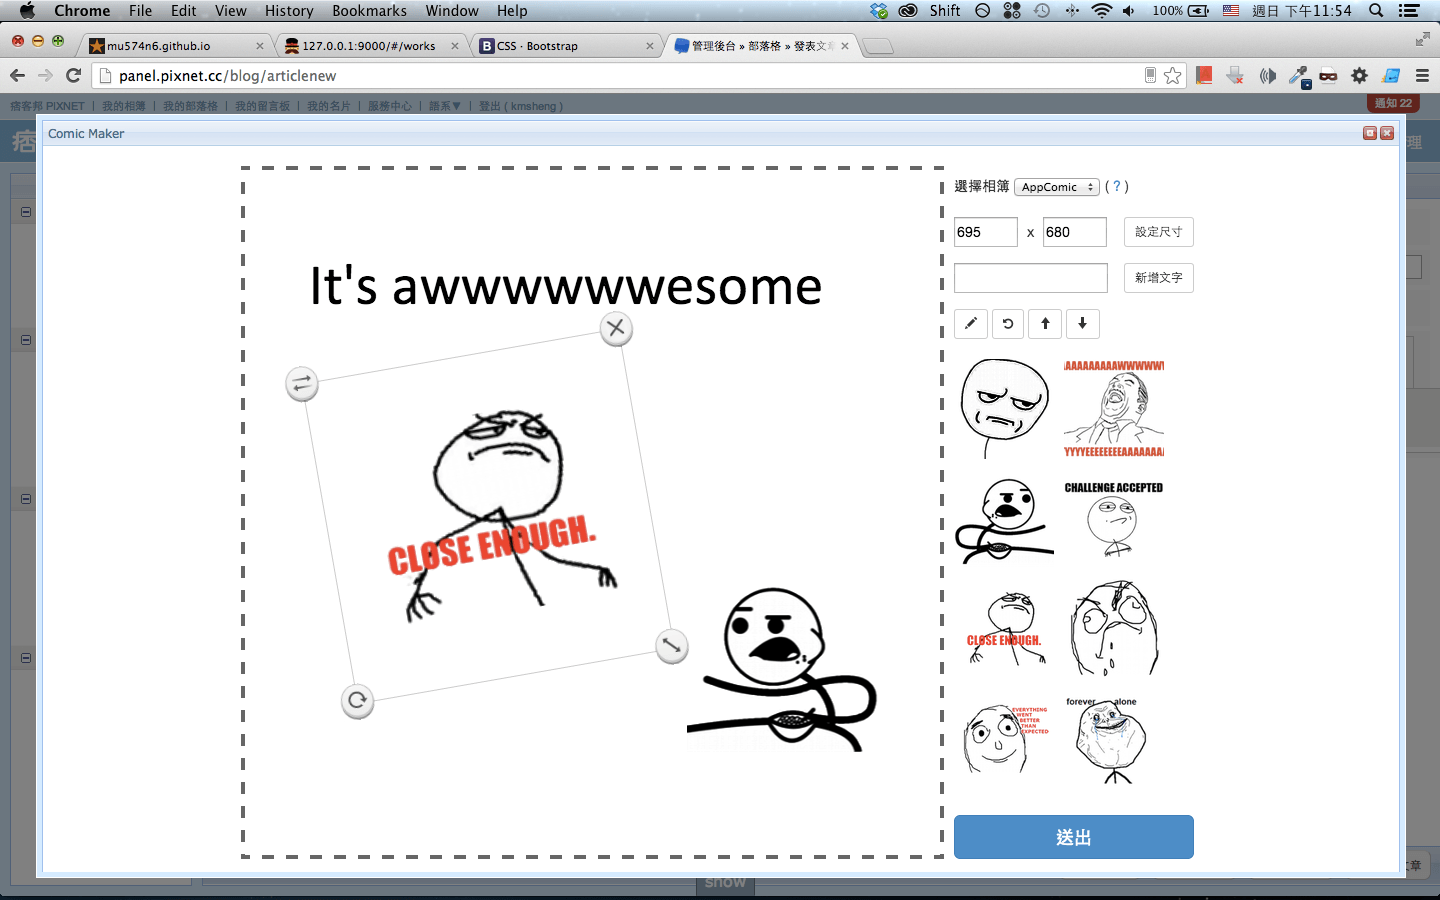 Chrome File Edit View History Bookmarks Window Help Shift 100% 週日 下午11:54
mu574n6.github.io 127.0.0.1:9000/#/works CSS · Bootstrap 管理後台 » 部落格 » 發表文章
panel.pixnet.cc/blog/articlenew
痞客邦 PIXNET | 我的相簿 | 我的部落格 | 我的留言板 | 我的名片 | 服務中心 | 語系▼ | 登出 ( kmsheng ) 通知 22
痞 理
Comic Maker
選擇相簿 AppComic ( ? )
695 x 680 設定尺寸
新增文字
It's awwwwwwesome
CLOSE ENOUGH.
AAAAAAAAAWWWWW
YYYYEEEEEEEEAAAAAAA
CHALLENGE ACCEPTED
CLOSE ENOUGH.
EVERYTHING
WENT
BETTER
THAN
EXPECTED
forever alone
送出
文章
show